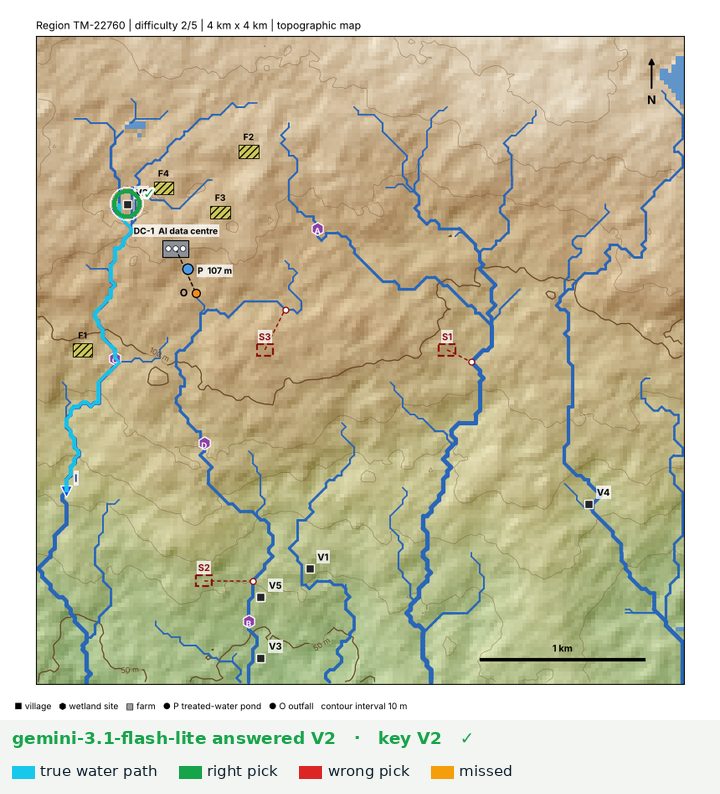 Region TM-22760 | difficulty 2/5 | 4 km x 4 km | topographic map
N
F2
F4
F3
DC-1 AI data centre
A
P 107 m
O
F1
S3
S1
100 m
C
D
I
V4
V1
S2
V5
B
V3
50 m
50 m
1 km
village wetland site farm P treated-water pond O outfall contour interval 10 m
gemini-3.1-flash-lite answered V2 · key V2 ✓
true water path right pick wrong pick missed